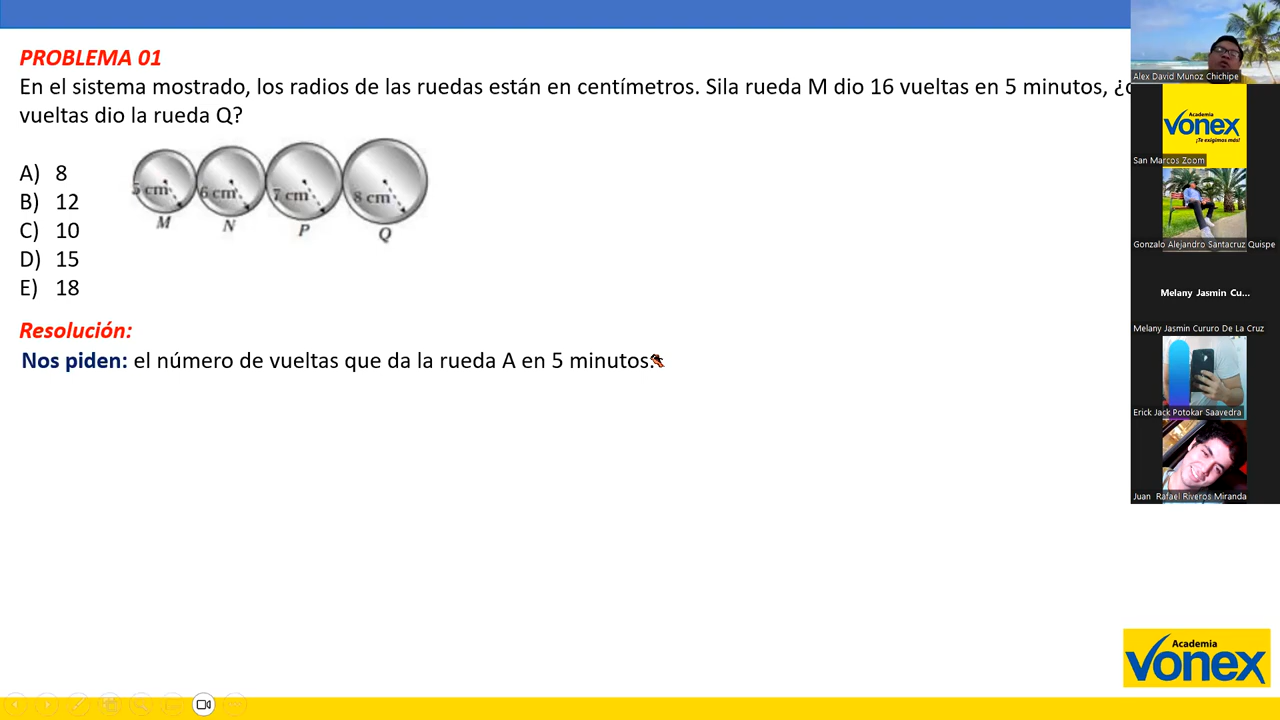 PROBLEMA 01
En el sistema mostrado, los radios de las ruedas están en centímetros. Sila rueda M dio 16 vueltas en 5 minutos,
vueltas dio la rueda Q?
A) 8
B) 12
C) 10
D) 15
E) 18
5 cm 6 cm 7 cm 8 cm
M N P Q
Resolución:
Nos piden: el número de vueltas que da la rueda A en 5 minutos.
Alex David Munoz Chichipe
Academia
vonex
¡Te exigimos más!
San Marcos Zoom
Gonzalo Alejandro Santacruz Quispe
Melany Jasmin Cu...
Melany Jasmin Cururo De La Cruz
Erick Jack Potokar Saavedra
Juan Rafael Riveros Miranda
Academia
vonex